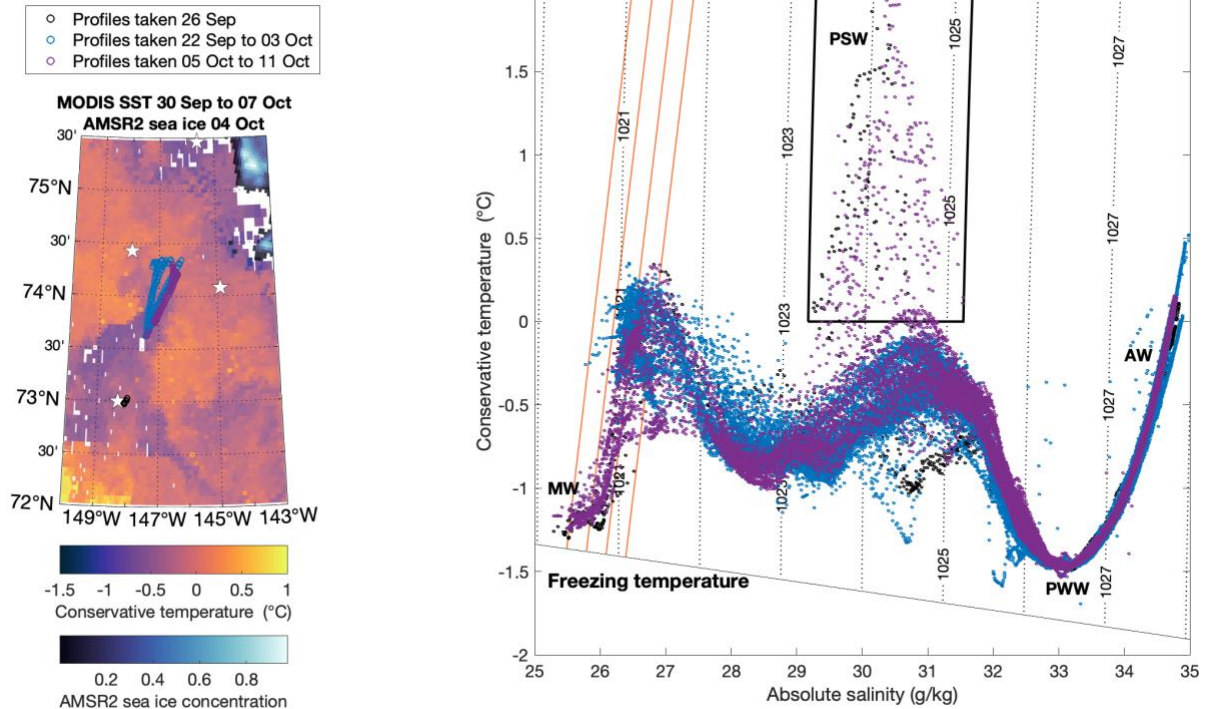 Profiles taken 26 Sep
Profiles taken 22 Sep to 03 Oct
Profiles taken 05 Oct to 11 Oct
MODIS SST 30 Sep to 07 Oct
AMSR2 sea ice 04 Oct
30'
75°N
30'
74°N
30'
73°N
30'
72°N
149°W 147°W 145°W 143°W
-1.5 -1 -0.5 0 0.5 1
Conservative temperature (°C)
0.2 0.4 0.6 0.8
AMSR2 sea ice concentration
Conservative temperature (°C)
1.5
1
0.5
0
-0.5
-1
-1.5
-2
25 26 27 28 29 30 31 32 33 34 35
Absolute salinity (g/kg)
PSW
AW
MW
PWW
Freezing temperature
1021
1021
1023
1023
1025
1025
1025
1027
1027
1027
1027